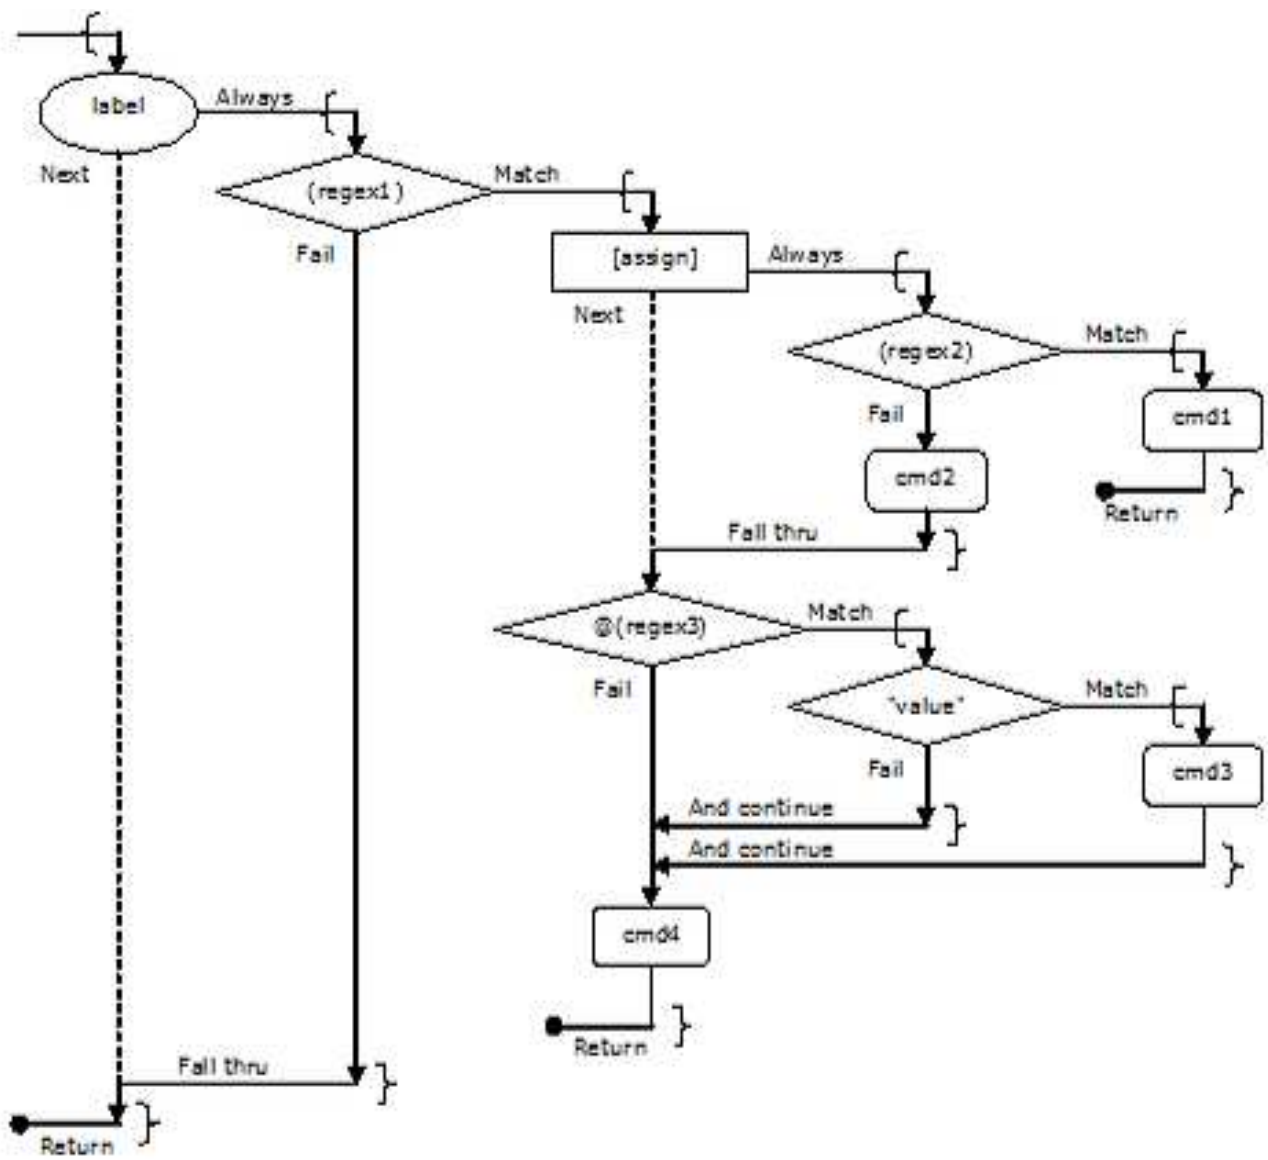 label
Always
Next
(regex1)
Match
Fail
[assign]
Always
Next
(regex2)
Match
Fail
cmd1
cmd2
Return
Fall thru
@(regex3)
Match
Fail
"value"
Match
Fail
cmd3
And continue
And continue
cmd4
Return
Fall thru
Return